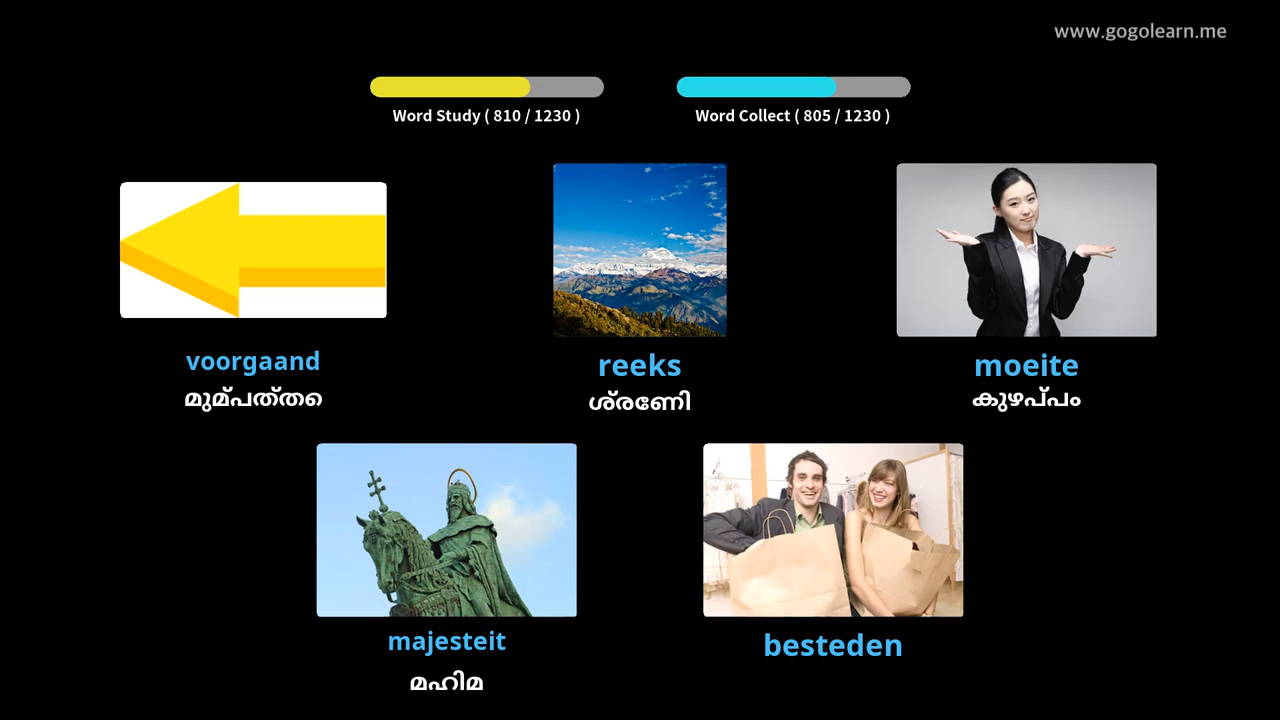 www.gogolearn.me
Word Study ( 810 / 1230 )
Word Collect ( 805 / 1230 )
voorgaand
മുമ്പത്തെ
reeks
ശ്രേണി
moeite
കുഴപ്പം
majesteit
മഹിമ
besteden